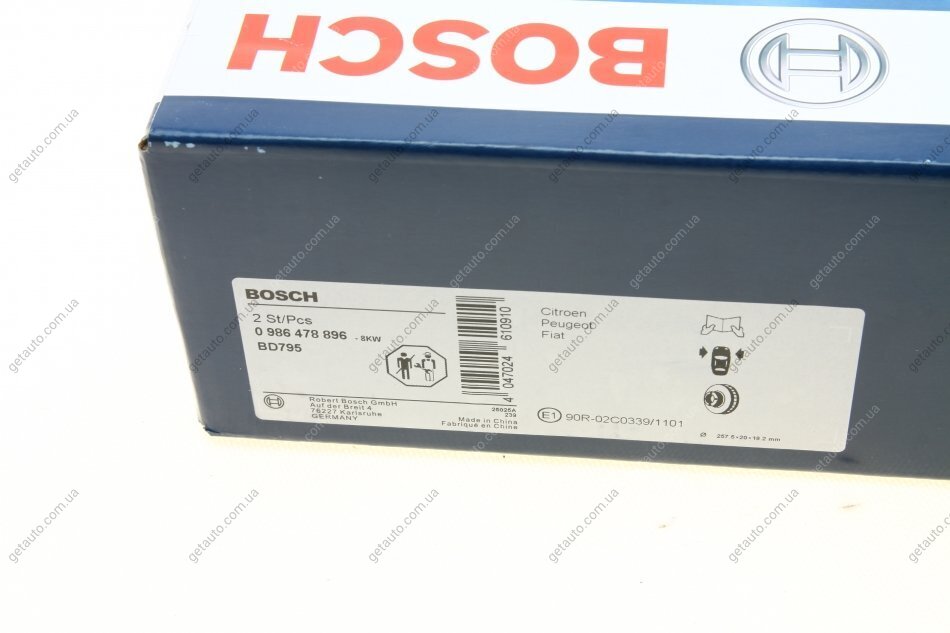 BOSCH
BOSCH
2 St/Pcs
0 986 478 896 - 8KW
BD795
Robert Bosch GmbH
Auf der Breit 4
76227 Karlsruhe
GERMANY
4 047024 610910
26025A
239
Made in China
Fabriqué en Chine
Citroen
Peugeot
Fiat
E1 90R-02C0339/1101
Ø 257.5×20×18.2 mm
getauto.com.ua